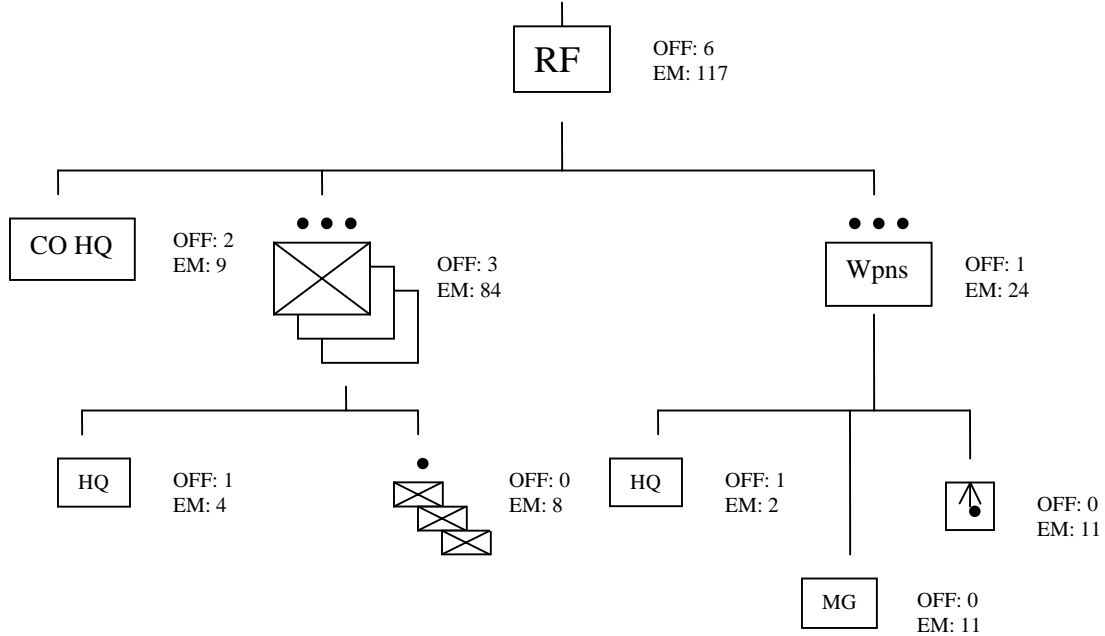 RF
OFF: 6
EM: 117
CO HQ
OFF: 2
EM: 9
OFF: 3
EM: 84
Wpns
OFF: 1
EM: 24
HQ
OFF: 1
EM: 4
OFF: 0
EM: 8
HQ
OFF: 1
EM: 2
OFF: 0
EM: 11
MG
OFF: 0
EM: 11